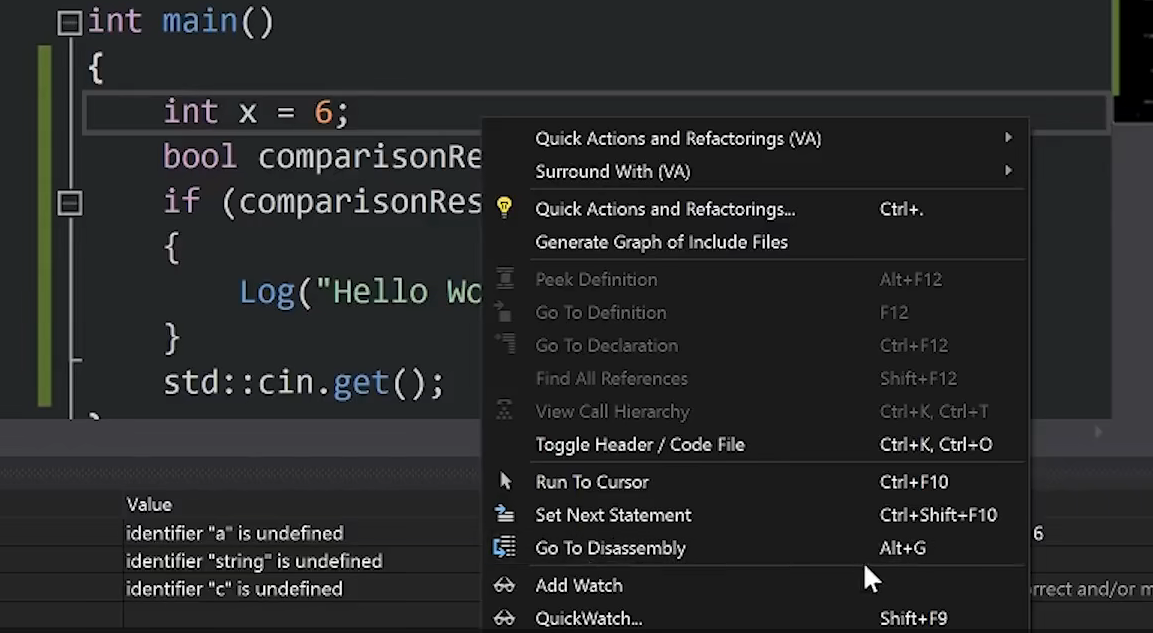 int main()
{
int x = 6;
bool comparisonRe
if (comparisonRes
{
Log("Hello Wo
}
std::cin.get();
Quick Actions and Refactorings (VA)
Surround With (VA)
Quick Actions and Refactorings... Ctrl+.
Generate Graph of Include Files
Peek Definition Alt+F12
Go To Definition F12
Go To Declaration Ctrl+F12
Find All References Shift+F12
View Call Hierarchy Ctrl+K, Ctrl+T
Toggle Header / Code File Ctrl+K, Ctrl+O
Run To Cursor Ctrl+F10
Set Next Statement Ctrl+Shift+F10
Go To Disassembly Alt+G
Add Watch
QuickWatch... Shift+F9
Value
identifier "a" is undefined
identifier "string" is undefined
identifier "c" is undefined
6
rrect and/or m